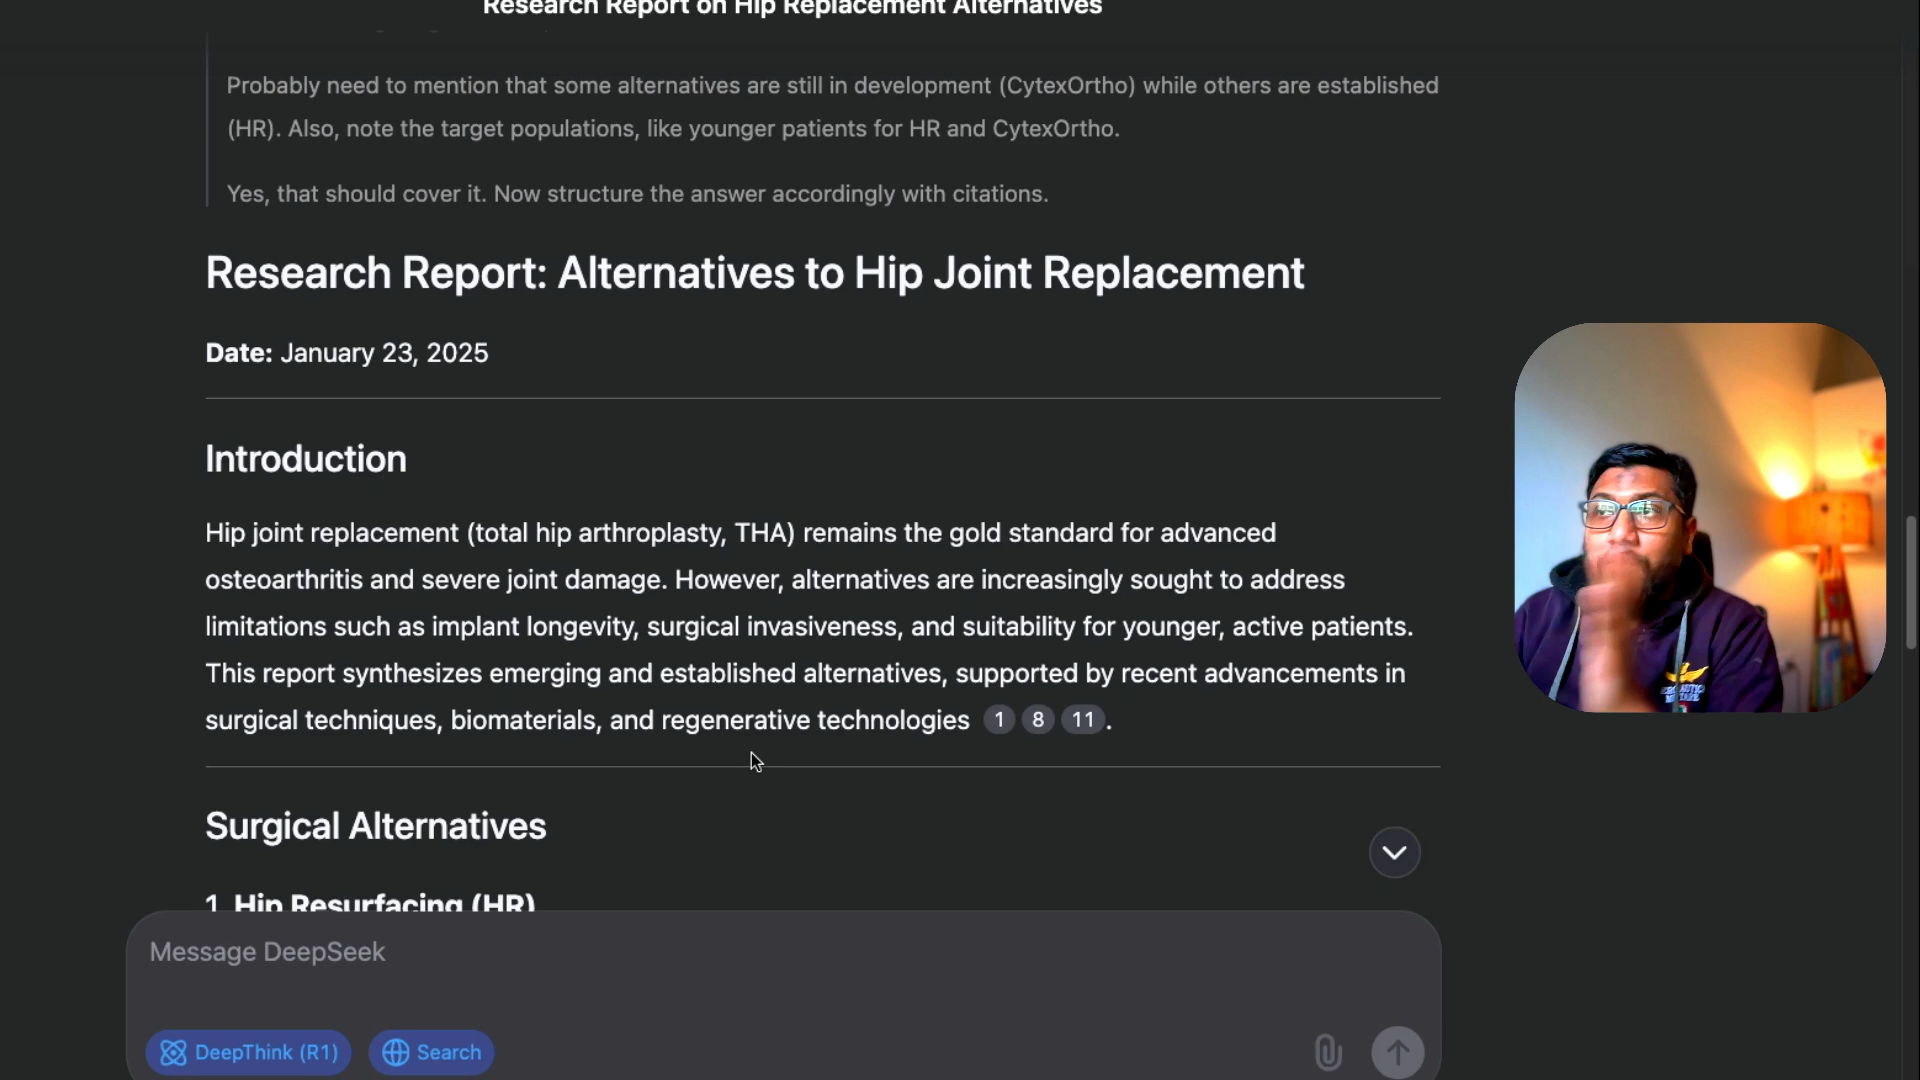 Research Report on Hip Replacement Alternatives
Probably need to mention that some alternatives are still in development (CytexOrtho) while others are established
(HR). Also, note the target populations, like younger patients for HR and CytexOrtho.
Yes, that should cover it. Now structure the answer accordingly with citations.
Research Report: Alternatives to Hip Joint Replacement
Date: January 23, 2025
Introduction
Hip joint replacement (total hip arthroplasty, THA) remains the gold standard for advanced
osteoarthritis and severe joint damage. However, alternatives are increasingly sought to address
limitations such as implant longevity, surgical invasiveness, and suitability for younger, active patients.
This report synthesizes emerging and established alternatives, supported by recent advancements in
surgical techniques, biomaterials, and regenerative technologies 1 8 11.
Surgical Alternatives
1. Hip Resurfacing (HR)
Message DeepSeek
DeepThink (R1)
Search